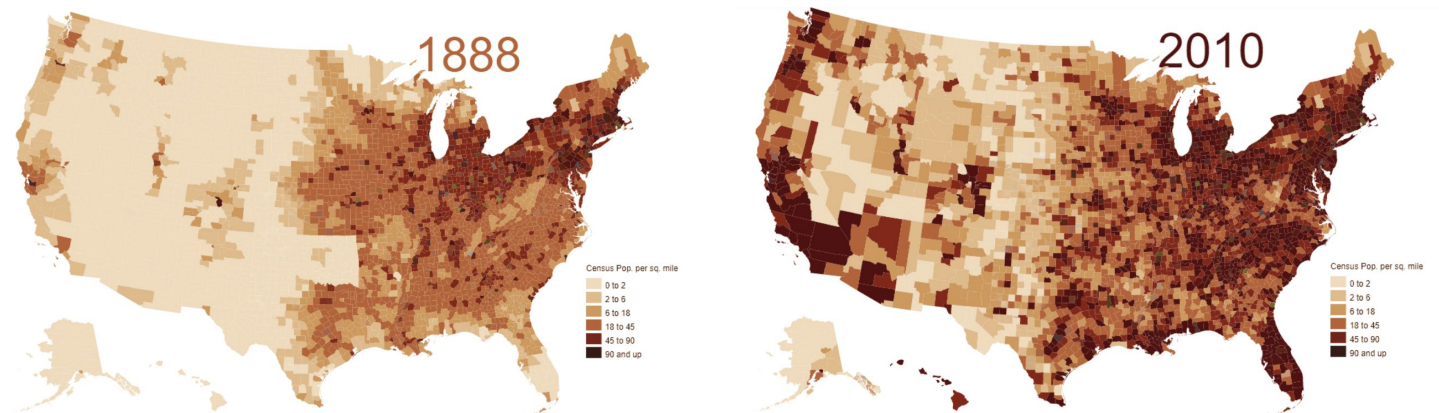 1888
Census Pop. per sq. mile
0 to 2
2 to 6
6 to 18
18 to 45
45 to 90
90 and up
2010
Census Pop. per sq. mile
0 to 2
2 to 6
6 to 18
18 to 45
45 to 90
90 and up